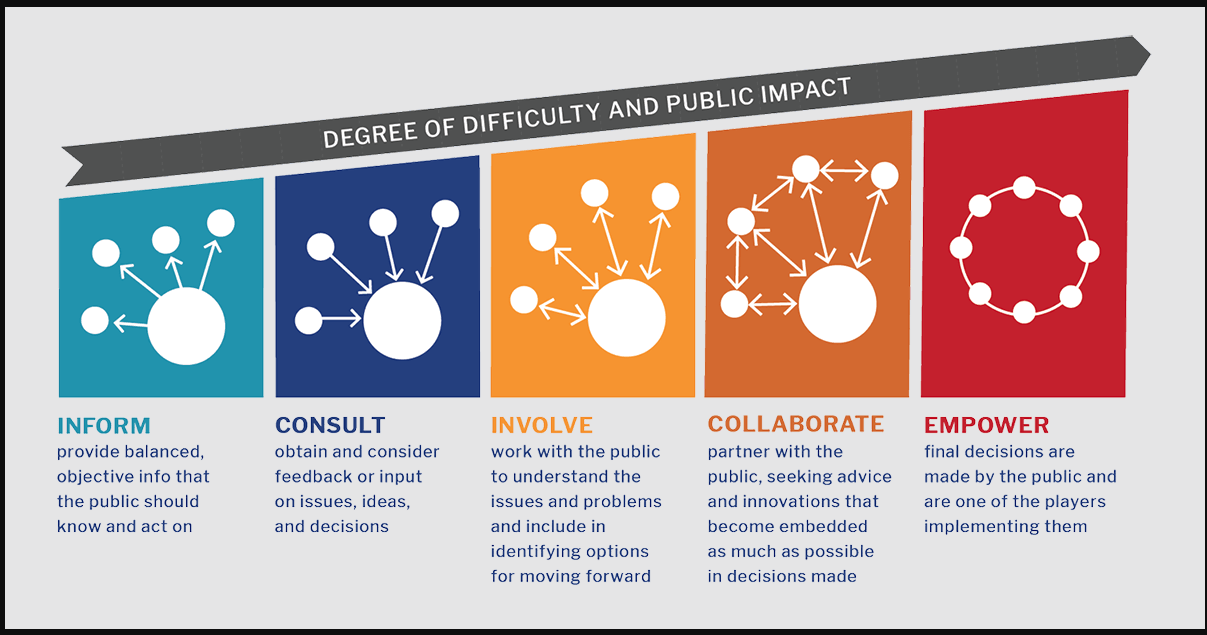 DEGREE OF DIFFICULTY AND PUBLIC IMPACT
INFORM
provide balanced,
objective info that
the public should
know and act on
CONSULT
obtain and consider
feedback or input
on issues, ideas,
and decisions
INVOLVE
work with the public
to understand the
issues and problems
and include in
identifying options
for moving forward
COLLABORATE
partner with the
public, seeking advice
and innovations that
become embedded
as much as possible
in decisions made
EMPOWER
final decisions are
made by the public and
are one of the players
implementing them